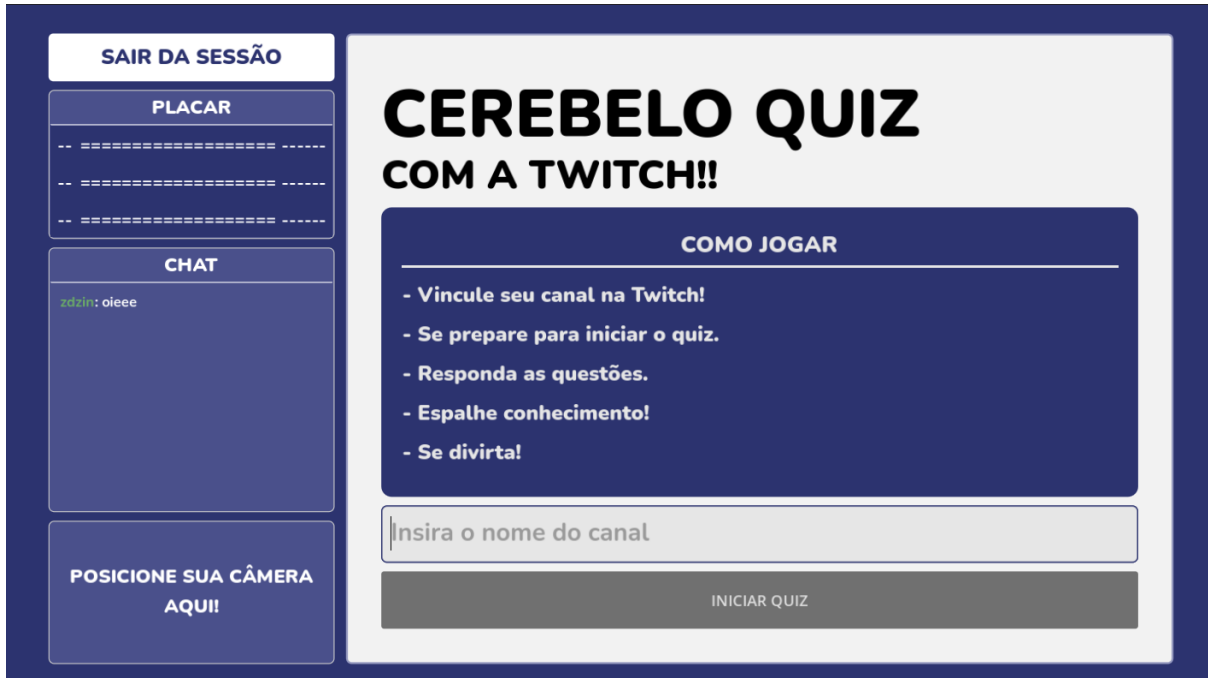 SAIR DA SESSÃO
PLACAR
-- =================== ------
-- =================== ------
-- =================== ------
CHAT
zdzin: oieee
POSICIONE SUA CÂMERA
AQUI!
CEREBELO QUIZ
COM A TWITCH!!
COMO JOGAR
- Vincule seu canal na Twitch!
- Se prepare para iniciar o quiz.
- Responda as questões.
- Espalhe conhecimento!
- Se divirta!
Insira o nome do canal
INICIAR QUIZ